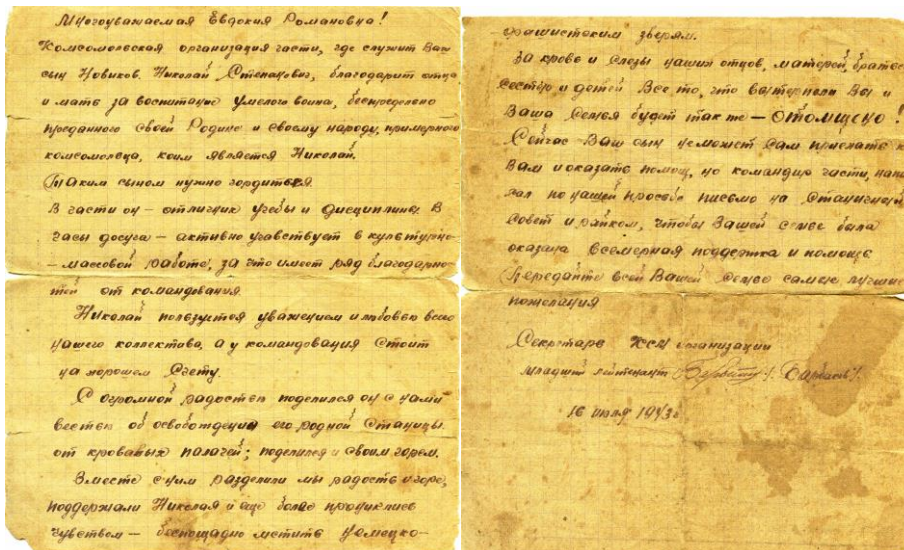 Многоуважаемая Евдокия Романовна!
Комсомольская организация части, где служит Ваш
сын Новиков Николай Степанович, благодарит отца
и мать за воспитание умелого воина, беспредельно
преданного своей Родине и своему народу, примерного
комсомольца, коим является Николай.
Таким сыном нужно гордиться.
В части он – отличник учебы и дисциплины. В
часы досуга – активно участвует в культурно-
– массовой работе, за что имеет ряд благодарно-
стей от командования.
Николай пользуется уважением и любовью всего
нашего коллектива, а у командования стоит
на хорошем счету.
С огромной радостью поделился он с нами
вестью об освобождении его родной станицы
от кровавых палачей; поделился и своим горем.
Вместе с ним разделили мы радость и горе,
поддержали Николая и еще более прониклись
чувством – беспощадно мстить немецко-
– фашистским зверям.
За кровь и слезы наших отцов, матерей, братьев
сестёр и детей. Все то, что вытерпели Вы и
Ваша семья будет так же – отомщено!
Сейчас Ваш сын не может сам приехать к
Вам и оказать помощь, но командир части, напи
сал по нашей просьбе письмо на станичный
совет и райком, чтобы Вашей семье была
оказана всемерная поддержка и помощь
Передайте всей Вашей семье самые лучшие
пожелания
Секретарь КСМ организации
младший лейтенант
16 июля 1943г